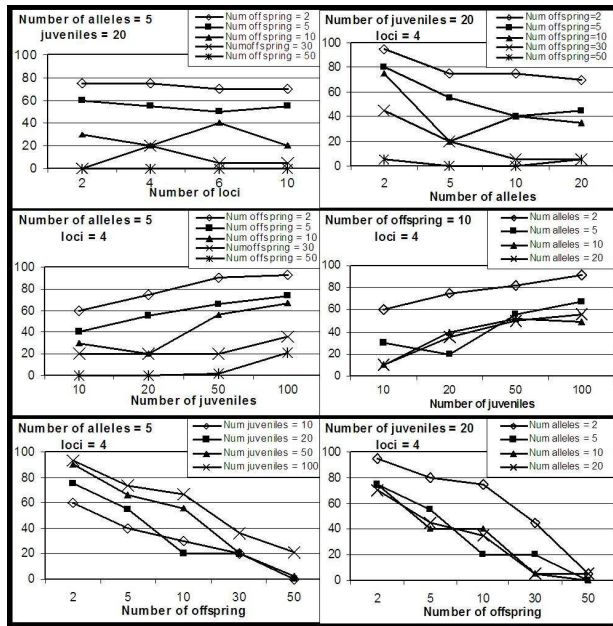 Number of alleles = 5
juveniles = 20
Num offspring = 2
Num offspring = 5
Num offspring = 10
Numoffspring = 30
Num offspring = 50
100
80
60
40
20
0
2 4 6 10
Number of loci
Number of juveniles = 20
loci = 4
Num offspring=2
Num offspring=5
Num offspring=10
Num offspring=30
Num offspring=50
100
80
60
40
20
0
2 5 10 20
Number of alleles
Number of alleles = 5
loci = 4
Num offspring = 2
Num offspring = 5
Num offspring = 10
Num offspring = 30
Num offspring = 50
100
80
60
40
20
0
10 20 50 100
Number of juveniles
Number of offspring = 10
loci = 4
Num alleles = 2
Num alleles = 5
Num alleles = 10
Num alleles = 20
100
80
60
40
20
0
10 20 50 100
Number of juveniles
Number of alleles = 5
loci = 4
Num juveniles = 10
Num juveniles = 20
Num juveniles = 50
Num juveniles = 100
100
80
60
40
20
0
2 5 10 30 50
Number of offspring
Number of juveniles = 20
loci = 4
Num alleles = 2
Num alleles = 5
Num alleles = 10
Num alleles = 20
100
80
60
40
20
0
2 5 10 30 50
Number of offspring